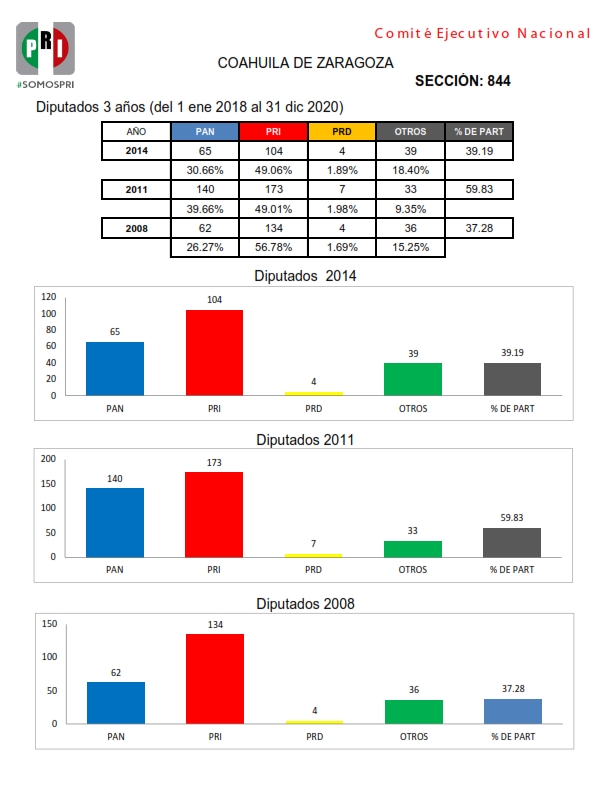 Comité Ejecutivo Nacional
PRI
#SOMOSPRI
COAHUILA DE ZARAGOZA
SECCIÓN: 844
Diputados 3 años (del 1 ene 2018 al 31 dic 2020)
AÑO PAN PRI PRD OTROS % DE PART
2014 65 104 4 39 39.19
30.66% 49.06% 1.89% 18.40%
2011 140 173 7 33 59.83
39.66% 49.01% 1.98% 9.35%
2008 62 134 4 36 37.28
26.27% 56.78% 1.69% 15.25%
Diputados 2014
120
100
80
60
40
20
0
65 104 4 39 39.19
PAN PRI PRD OTROS % DE PART
Diputados 2011
200
150
100
50
0
140 173 7 33 59.83
PAN PRI PRD OTROS % DE PART
Diputados 2008
150
100
50
0
62 134 4 36 37.28
PAN PRI PRD OTROS % DE PART